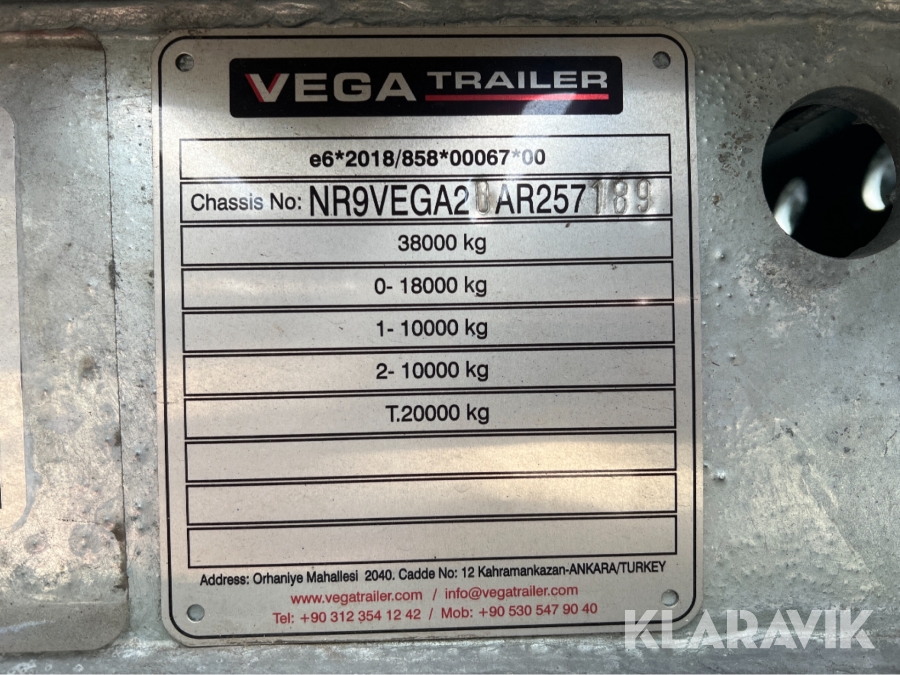 VEGA TRAILER
e6*2018/858*00067*00
Chassis No: NR9VEGA28AR257189
38000 kg
0- 18000 kg
1- 10000 kg
2- 10000 kg
T.20000 kg
Address: Orhaniye Mahallesi 2040. Cadde No: 12 Kahramankazan-ANKARA/TURKEY
www.vegatrailer.com / info@vegatrailer.com
Tel: +90 312 354 12 42 / Mob: +90 530 547 90 40
KLARAVIK